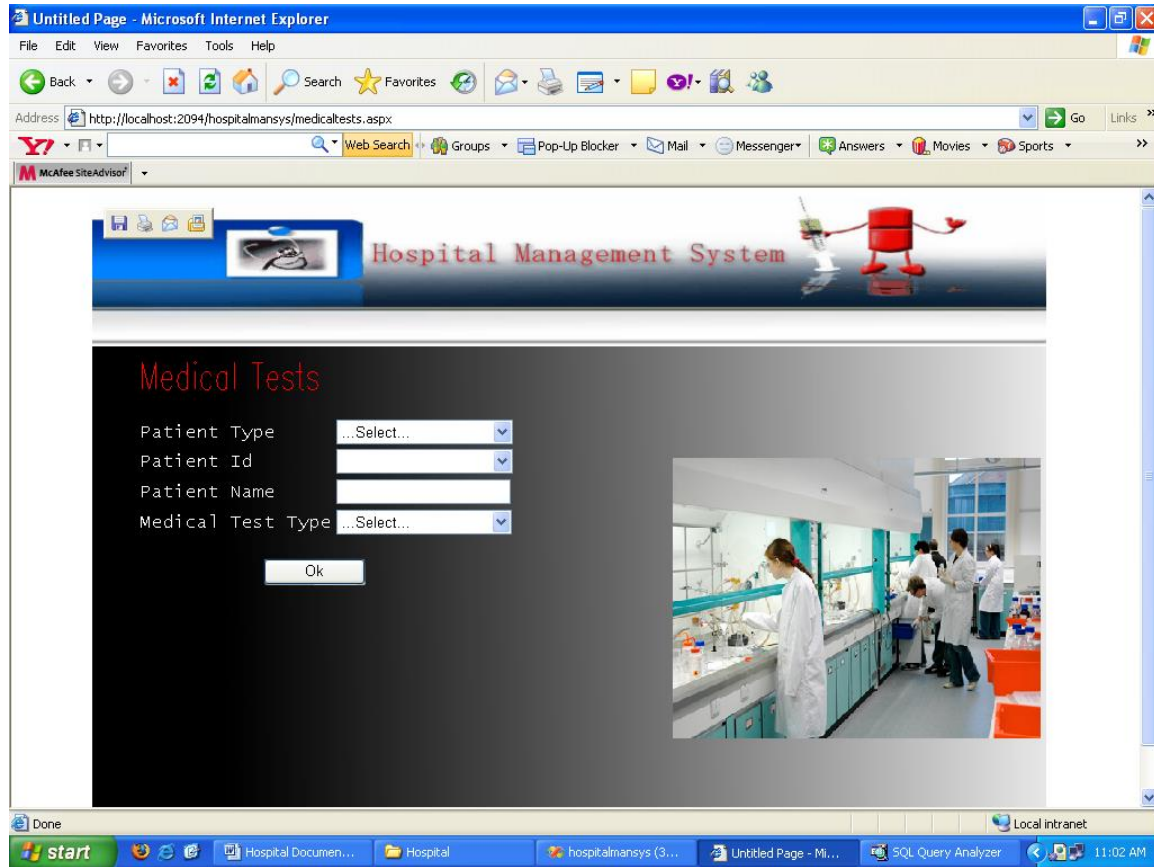 Untitled Page - Microsoft Internet Explorer
File Edit View Favorites Tools Help
Back Search Favorites
Address http://localhost:2094/hospitalmansys/medicaltests.aspx Go Links »
Y! Web Search Groups Pop-Up Blocker Mail Messenger Answers Movies Sports »
McAfee SiteAdvisor
Hospital Management System
Medical Tests
Patient Type ...Select...
Patient Id
Patient Name
Medical Test Type ...Select...
Ok
Done Local intranet
start Hospital Documen... Hospital hospitalmansys (3... Untitled Page - Mi... SQL Query Analyzer 11:02 AM